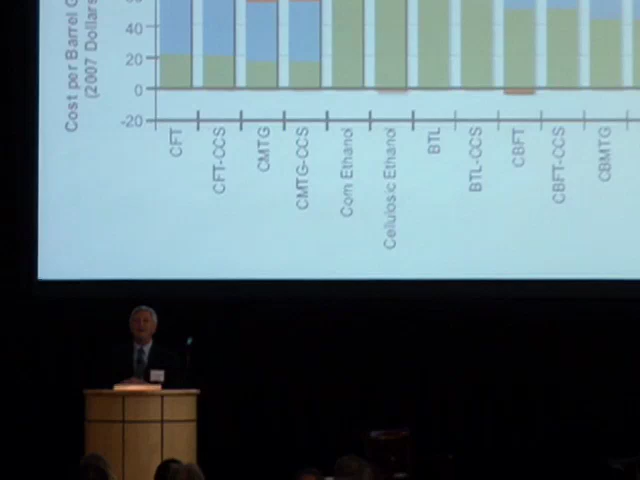 Cost per Barrel
(2007 Dollars
40
20
0
-20
CFT
CFT-CCS
CMTG
CMTG-CCS
Corn Ethanol
Cellulosic Ethanol
BTL
BTL-CCS
CBFT
CBFT-CCS
CBMTG